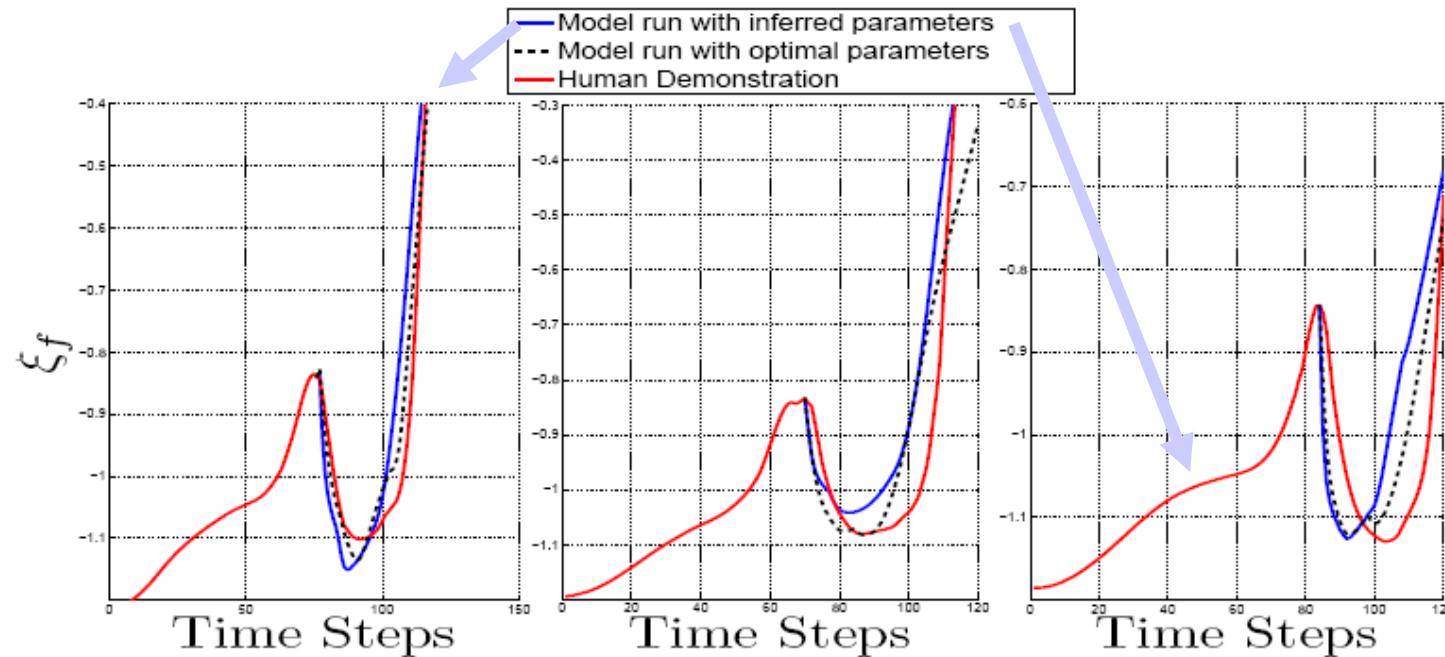 Model run with inferred parameters
Model run with optimal parameters
Human Demonstration
ξf
-0.4
-0.5
-0.6
-0.7
-0.8
-0.9
-1
-1.1
0 50 100 150
Time Steps
-0.3
-0.4
-0.5
-0.6
-0.7
-0.8
-0.9
-1
-1.1
0 20 40 60 80 100 120
Time Steps
-0.6
-0.7
-0.8
-0.9
-1
-1.1
0 20 40 60 80 100
Time Steps